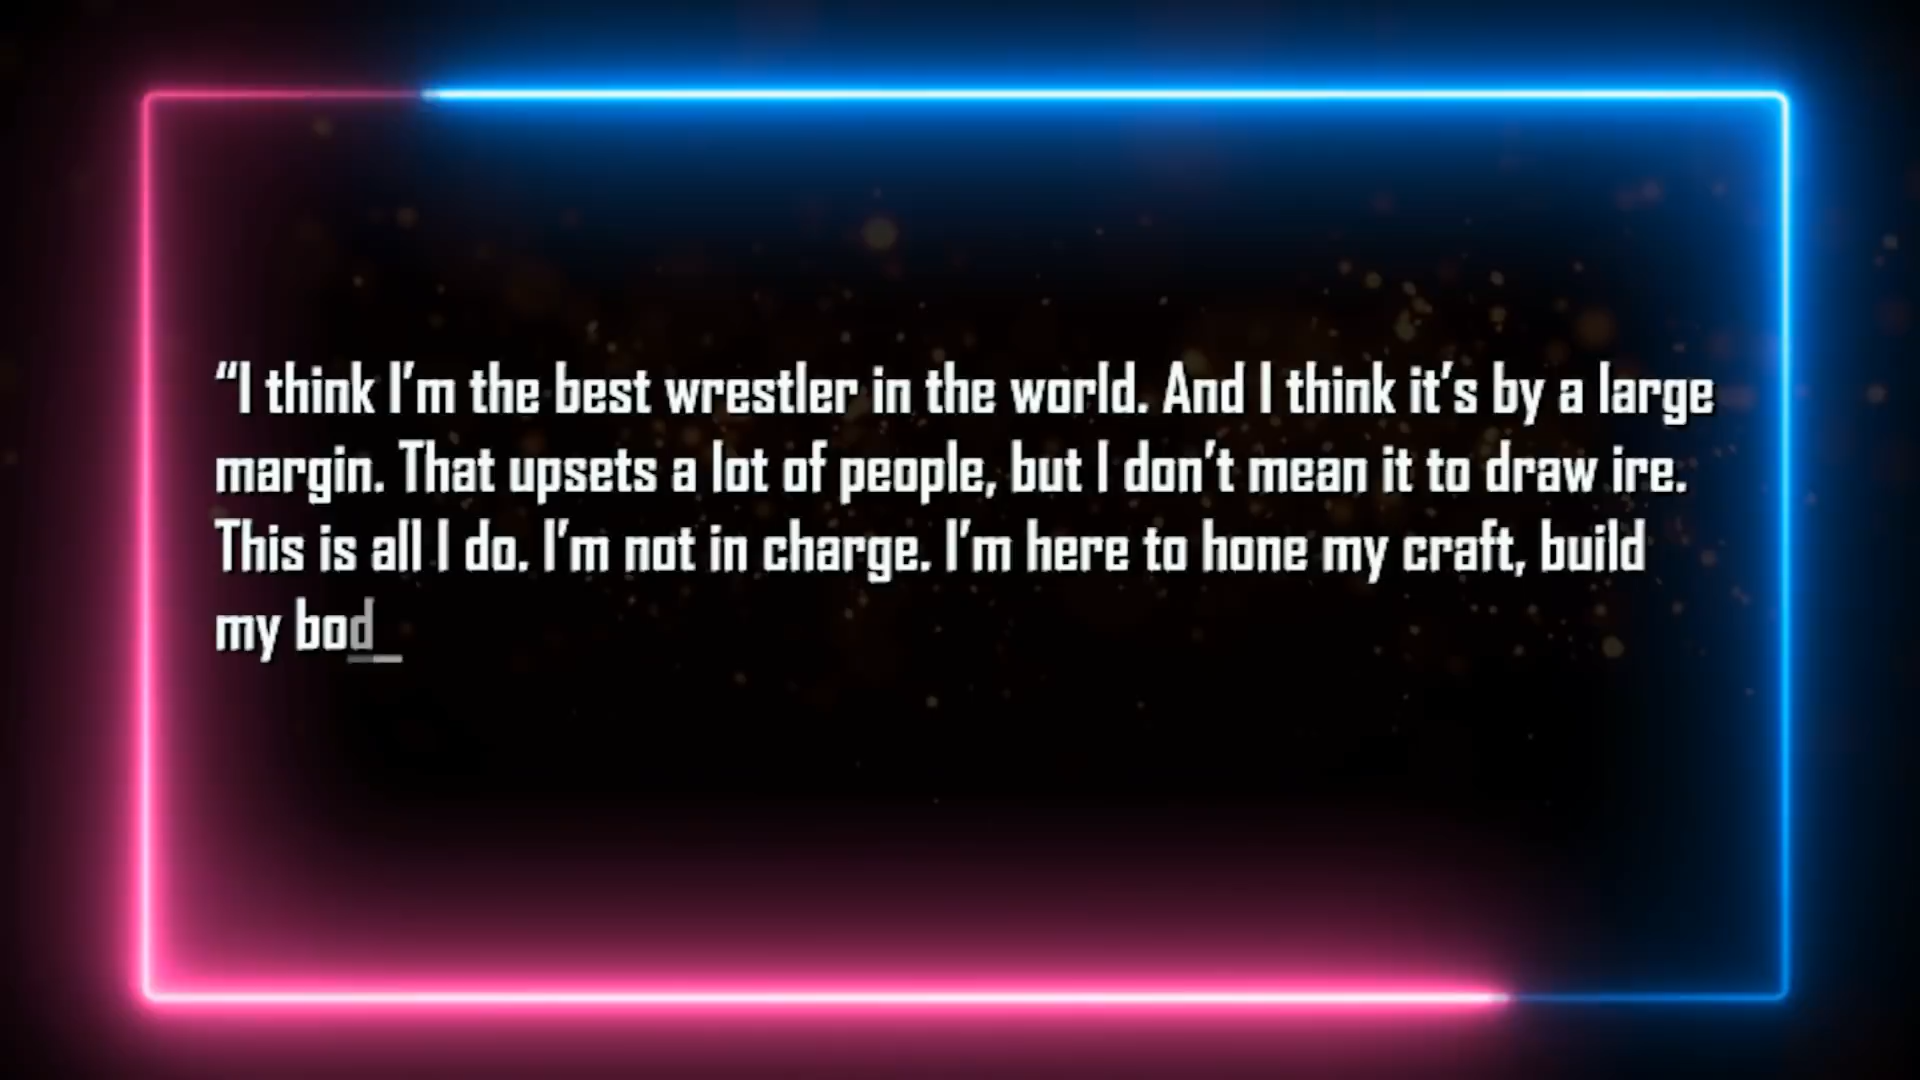 “I think I’m the best wrestler in the world. And I think it’s by a large
margin. That upsets a lot of people, but I don’t mean it to draw ire.
This is all I do. I’m not in charge. I’m here to hone my craft, build
my bod_